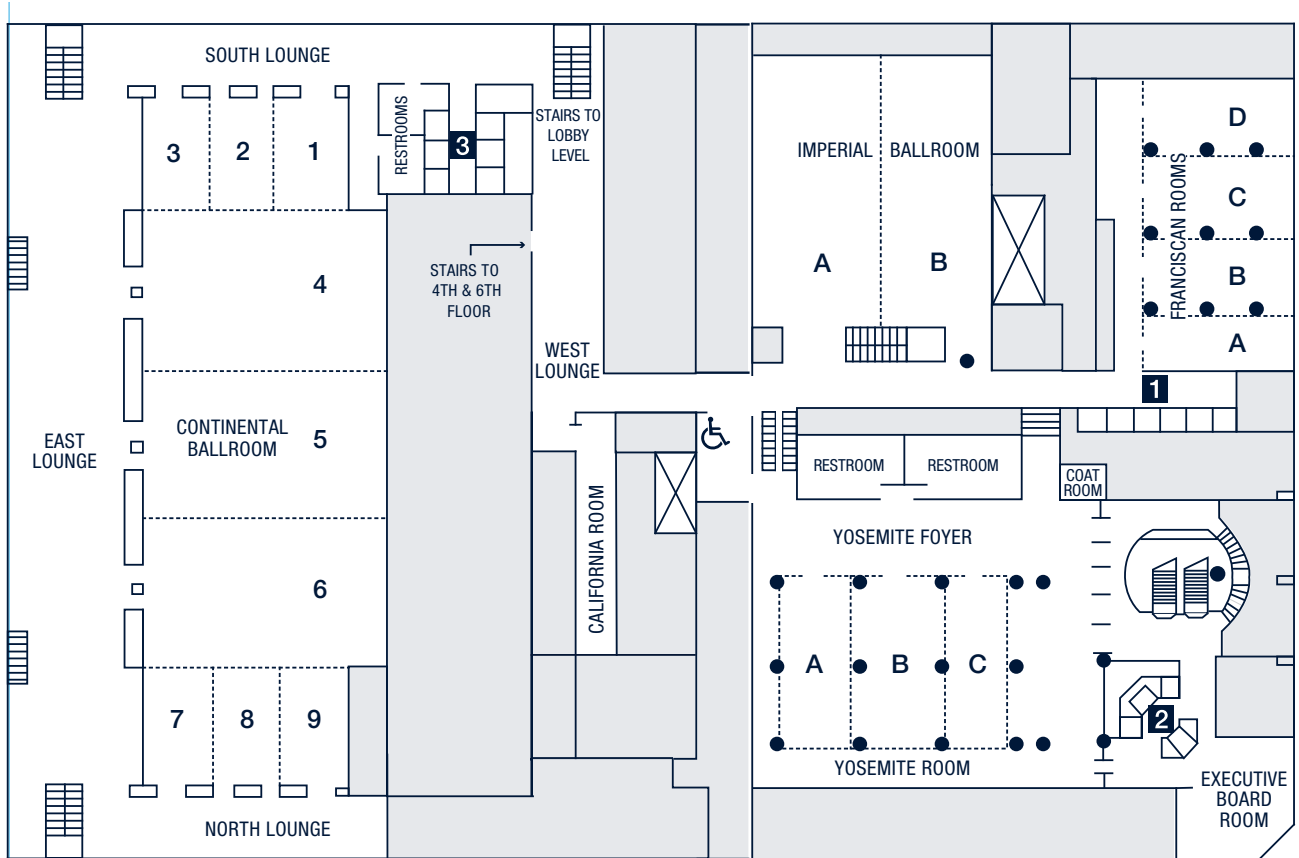 SOUTH LOUNGE
3
2
1
RESTROOMS
3
STAIRS TO
LOBBY
LEVEL
4
STAIRS TO
4TH & 6TH
FLOOR
WEST
LOUNGE
EAST
LOUNGE
CONTINENTAL
BALLROOM
5
6
CALIFORNIA ROOM
7
8
9
NORTH LOUNGE
IMPERIAL BALLROOM
A
B
FRANCISCAN ROOMS
D
C
B
A
1
RESTROOM
RESTROOM
COAT
ROOM
YOSEMITE FOYER
A
B
C
YOSEMITE ROOM
2
EXECUTIVE
BOARD
ROOM